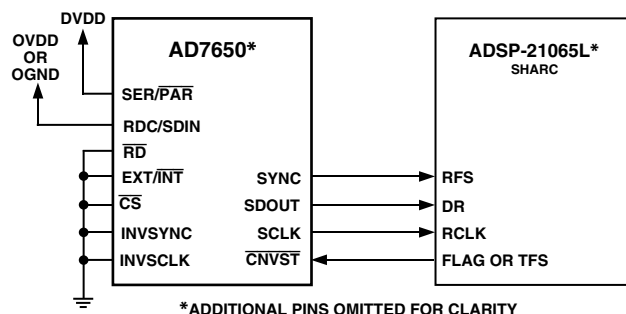 DVDD
OVDD
OR
OGND
AD7650*
SER/PAR
RDC/SDIN
RD
EXT/INT
CS
INVSYNC
INVSCLK
SYNC
SDOUT
SCLK
CNVST
ADSP-21065L*
SHARC
RFS
DR
RCLK
FLAG OR TFS
*ADDITIONAL PINS OMITTED FOR CLARITY